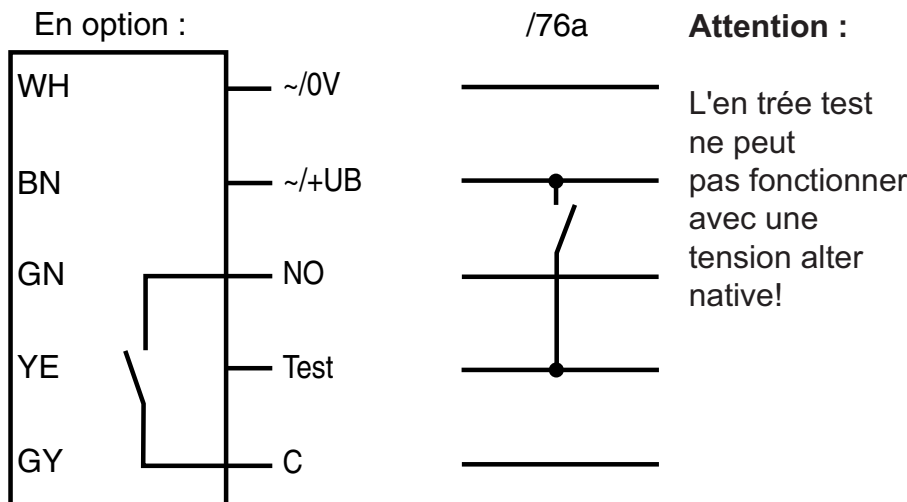 En option :
/76a
Attention :
WH
~/0V
BN
~/+UB
GN
NO
YE
Test
GY
C
L'en trée test
ne peut
pas fonctionner
avec une
tension alter
native!